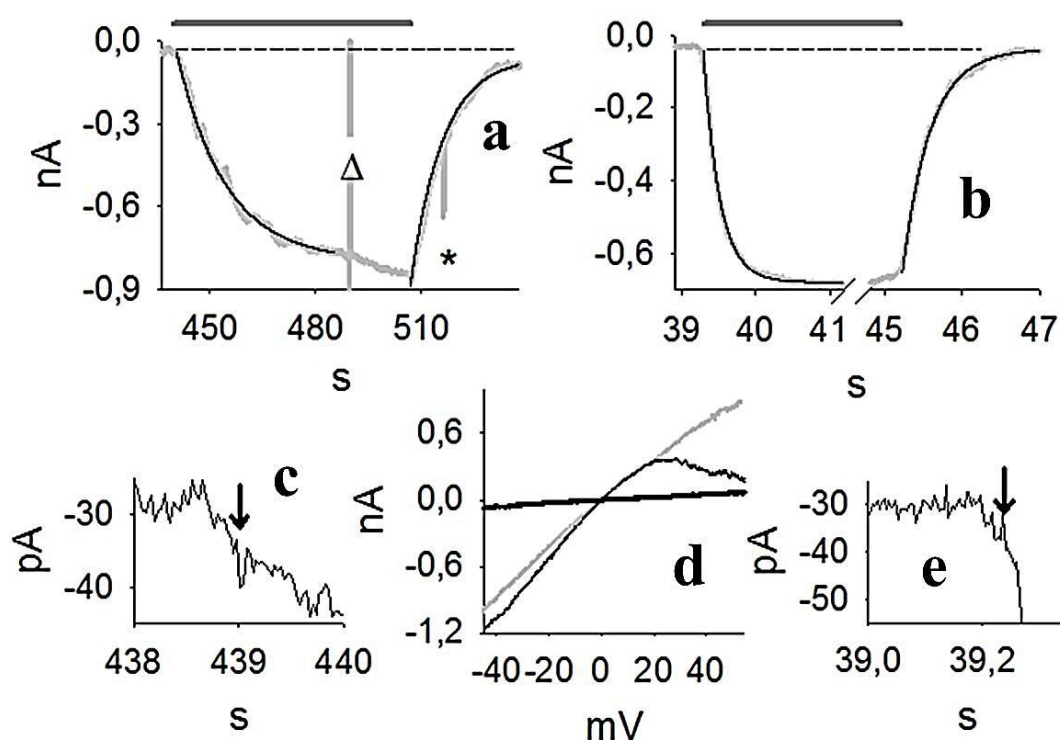 0,0
-0,3
-0,6
-0,9
nA
Δ
a
*
450 480 510
s
0,0
-0,2
-0,4
-0,6
nA
b
39 40 41 45 46 47
s
-30
-40
pA
c
438 439 440
s
0,6
0,0
-0,6
-1,2
nA
d
-40 -20 0 20 40
mV
-30
-40
-50
pA
e
39,0 39,2
s